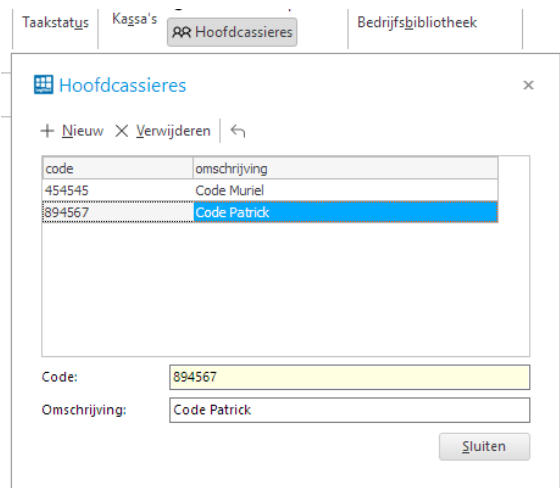 Taakstatus Kassa's Hoofdcassieres Bedrijfsbibliotheek
Hoofdcassieres
Nieuw Verwijderen
code omschrijving
454545 Code Muriel
894567 Code Patrick
Code: 894567
Omschrijving: Code Patrick
Sluiten